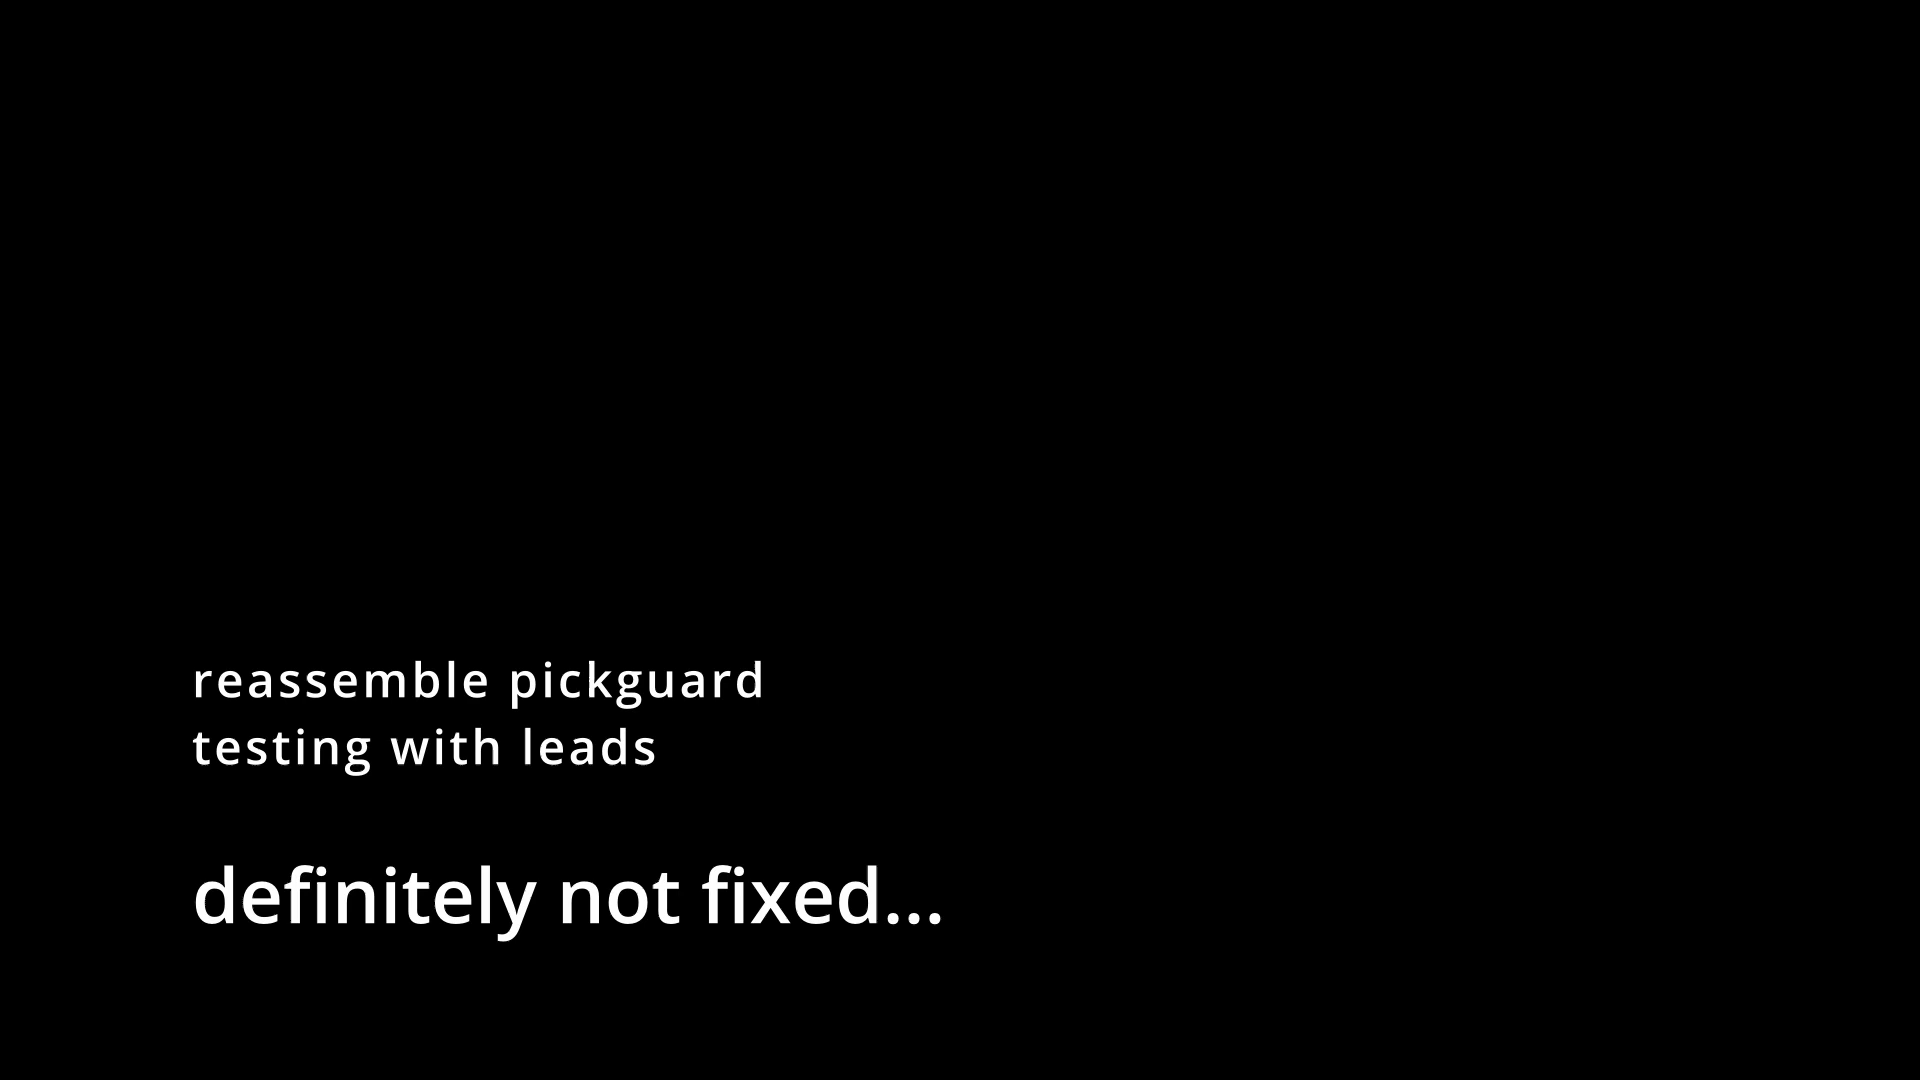 reassemble pickguard
testing with leads
definitely not fixed...